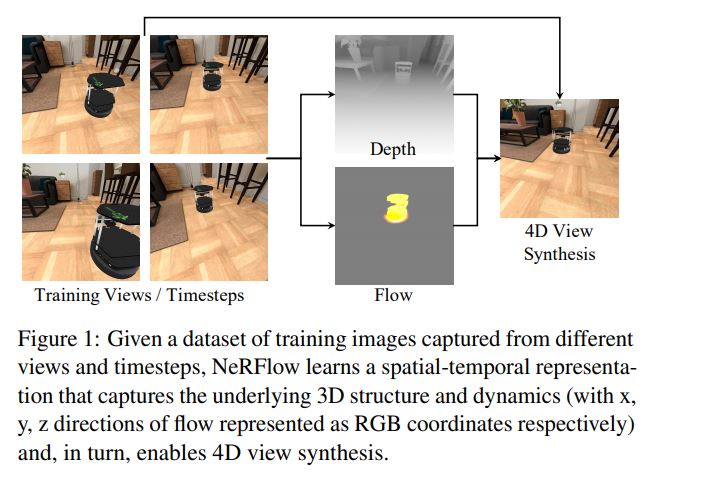 Depth
4D View
Synthesis
Training Views / Timesteps
Flow
Figure 1: Given a dataset of training images captured from different
views and timesteps, NeRFlow learns a spatial-temporal representa-
tion that captures the underlying 3D structure and dynamics (with x,
y, z directions of flow represented as RGB coordinates respectively)
and, in turn, enables 4D view synthesis.